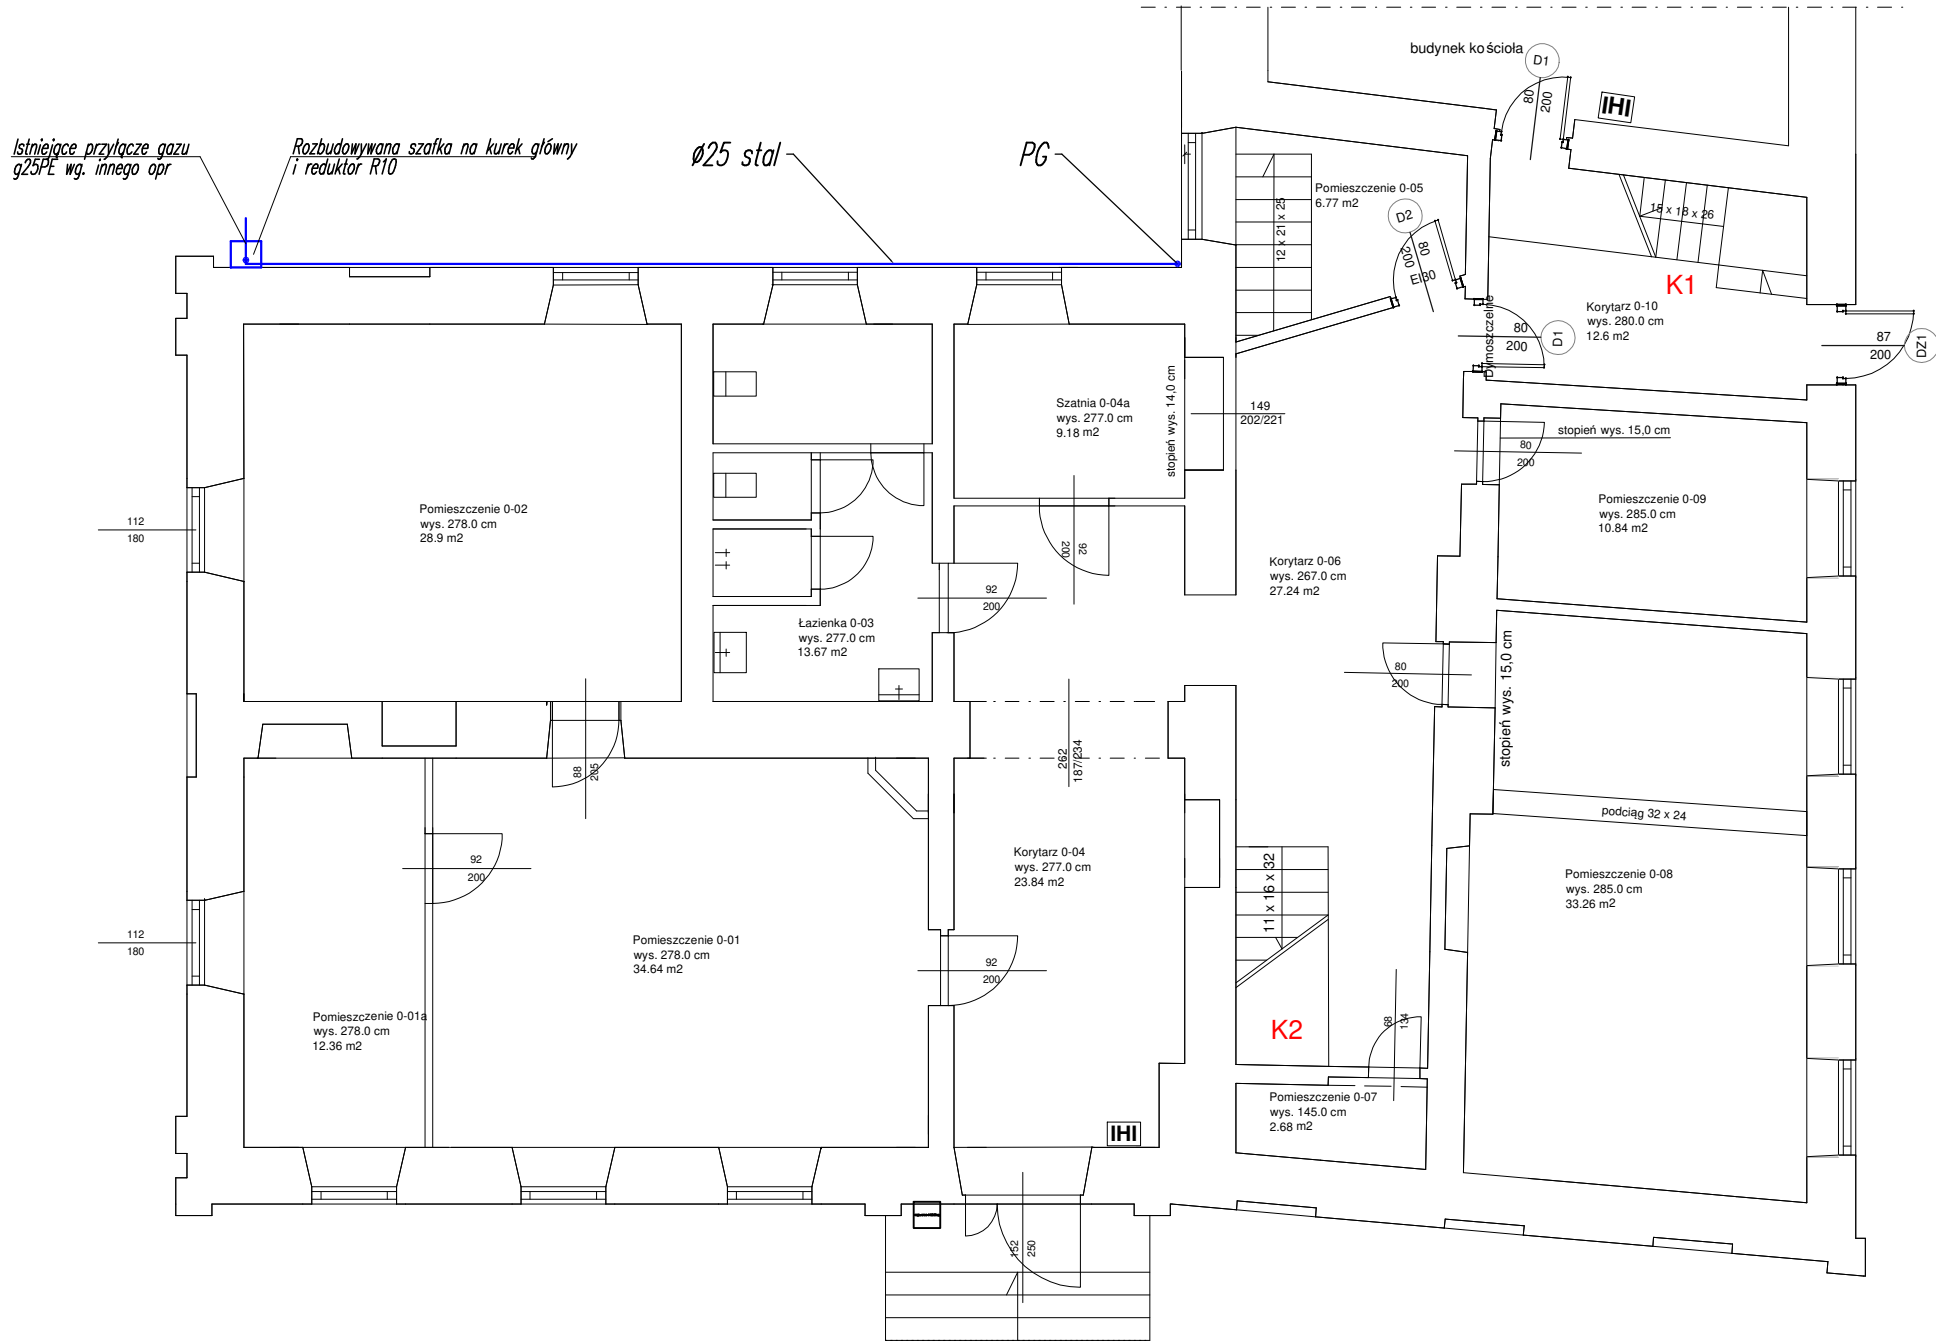 budynek kościoła
D1
80
200
IHI
Istniejące przyłącze gazu
g25PE wg. innego opr
Rozbudowywana szafka na kurek główny
i reduktor R10
ø25 stal
PG
Pomieszczenie 0-05
6.77 m2
12 x 21 x 25
D2
80
200
EI30
15 x 18 x 26
K1
Korytarz 0-10
wys. 280.0 cm
12.6 m2
Dymoszczelne
80
200
D1
87
200
DZ1
Szatnia 0-04a
wys. 277.0 cm
9.18 m2
stopień wys. 14,0 cm
149
202/221
stopień wys. 15,0 cm
80
200
Pomieszczenie 0-09
wys. 285.0 cm
10.84 m2
112
180
Pomieszczenie 0-02
wys. 278.0 cm
28.9 m2
92
200
Korytarz 0-06
wys. 267.0 cm
27.24 m2
92
200
Łazienka 0-03
wys. 277.0 cm
13.67 m2
80
200
stopień wys. 15,0 cm
88
205
262
187/234
podciąg 32 x 24
92
200
Korytarz 0-04
wys. 277.0 cm
23.84 m2
11 x 16 x 32
Pomieszczenie 0-08
wys. 285.0 cm
33.26 m2
112
180
Pomieszczenie 0-01
wys. 278.0 cm
34.64 m2
92
200
Pomieszczenie 0-01a
wys. 278.0 cm
12.36 m2
K2
68
134
Pomieszczenie 0-07
wys. 145.0 cm
2.68 m2
IHI
152
250